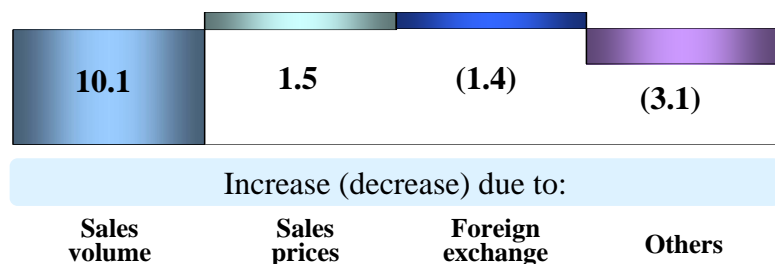 10.1
1.5
(1.4)
(3.1)
Increase (decrease) due to:
Sales
volume
Sales
prices
Foreign
exchange
Others